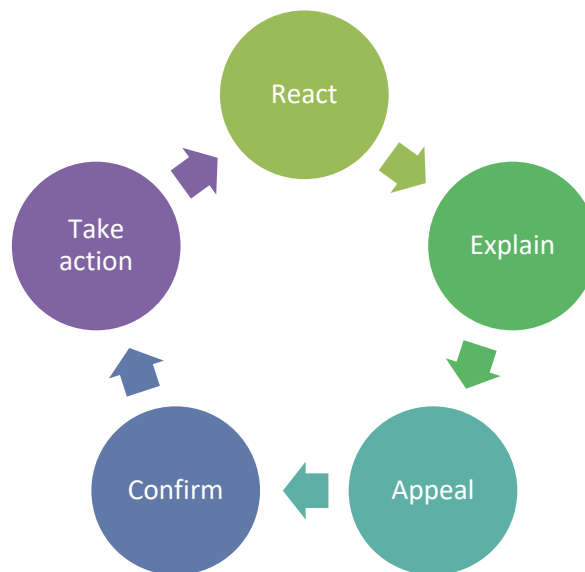 React
Explain
Appeal
Confirm
Take
action